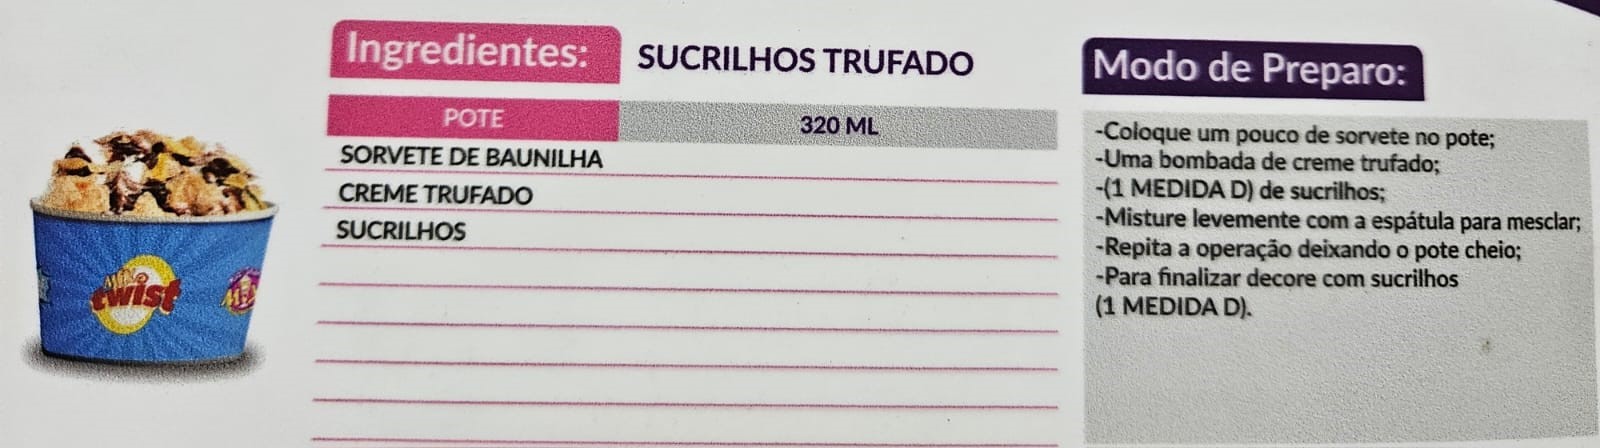 Ingredientes:
SUCRILHOS TRUFADO
POTE
320 ML
SORVETE DE BAUNILHA
CREME TRUFADO
SUCRILHOS
Modo de Preparo:
-Coloque um pouco de sorvete no pote;
-Uma bombada de creme trufado;
-(1 MEDIDA D) de sucrilhos;
-Misture levemente com a espátula para mesclar;
-Repita a operação deixando o pote cheio;
-Para finalizar decore com sucrilhos
(1 MEDIDA D).
Mix
twist